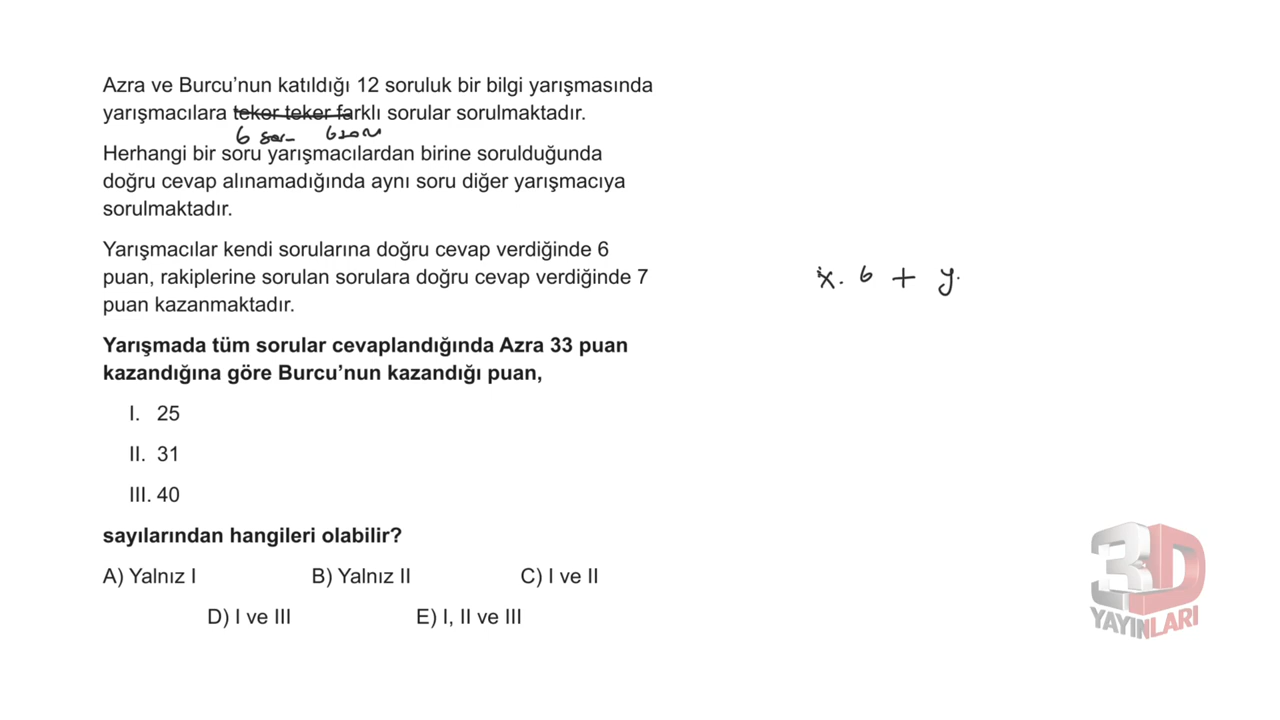 Azra ve Burcu’nun katıldığı 12 soruluk bir bilgi yarışmasında
yarışmacılara teker teker farklı sorular sorulmaktadır.
6 sor 6 soru
Herhangi bir soru yarışmacılardan birine sorulduğunda
doğru cevap alınamadığında aynı soru diğer yarışmacıya
sorulmaktadır.
Yarışmacılar kendi sorularına doğru cevap verdiğinde 6
puan, rakiplerine sorulan sorulara doğru cevap verdiğinde 7
puan kazanmaktadır.
x. 6 + y.
Yarışmada tüm sorular cevaplandığında Azra 33 puan
kazandığına göre Burcu’nun kazandığı puan,
I. 25
II. 31
III. 40
sayılarından hangileri olabilir?
A) Yalnız I B) Yalnız II C) I ve II
D) I ve III E) I, II ve III
3D
YAYINLARI